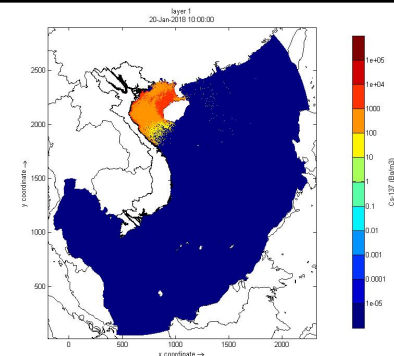 layer 1
20-Jan-2018 10:00:00
y coordinate →
2500
2000
1500
1000
500
0
500
1000
1500
2000
x coordinate →
1e+05
1e+04
1000
100
10
1
0.1
0.01
0.001
0.0001
1e-05
Cs-137 (Bq/m3)